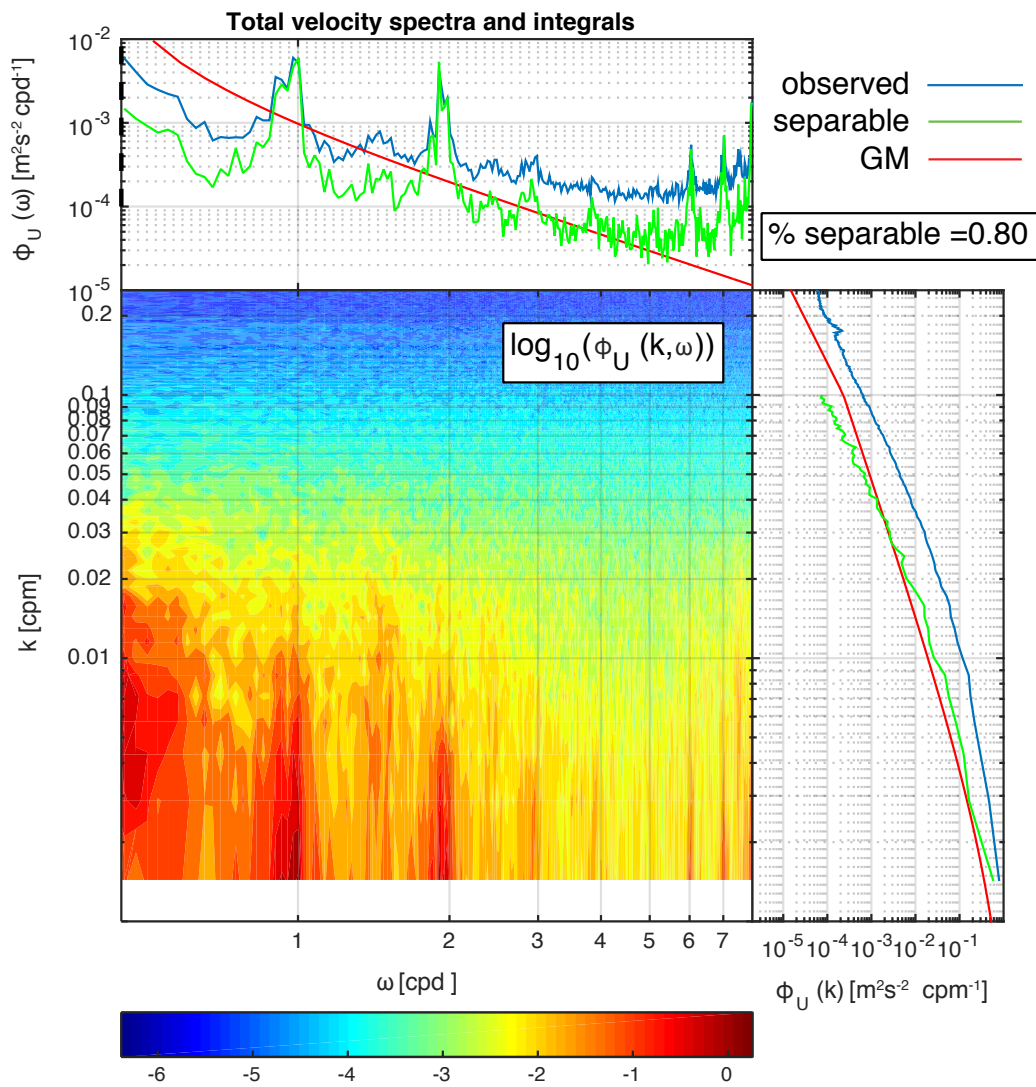 Total velocity spectra and integrals
10⁻²
10⁻³
10⁻⁴
10⁻⁵
ϕ_U (ω) [m²s⁻² cpd⁻¹]
observed
separable
GM
% separable =0.80
log₁₀(ϕ_U (k,ω))
0.2
0.1
0.09
0.08
0.07
0.06
0.05
0.04
0.03
0.02
0.01
k [cpm]
1 2 3 4 5 6 7
ω [cpd ]
10⁻⁵ 10⁻⁴ 10⁻³ 10⁻² 10⁻¹
ϕ_U (k) [m²s⁻² cpm⁻¹]
-6 -5 -4 -3 -2 -1 0